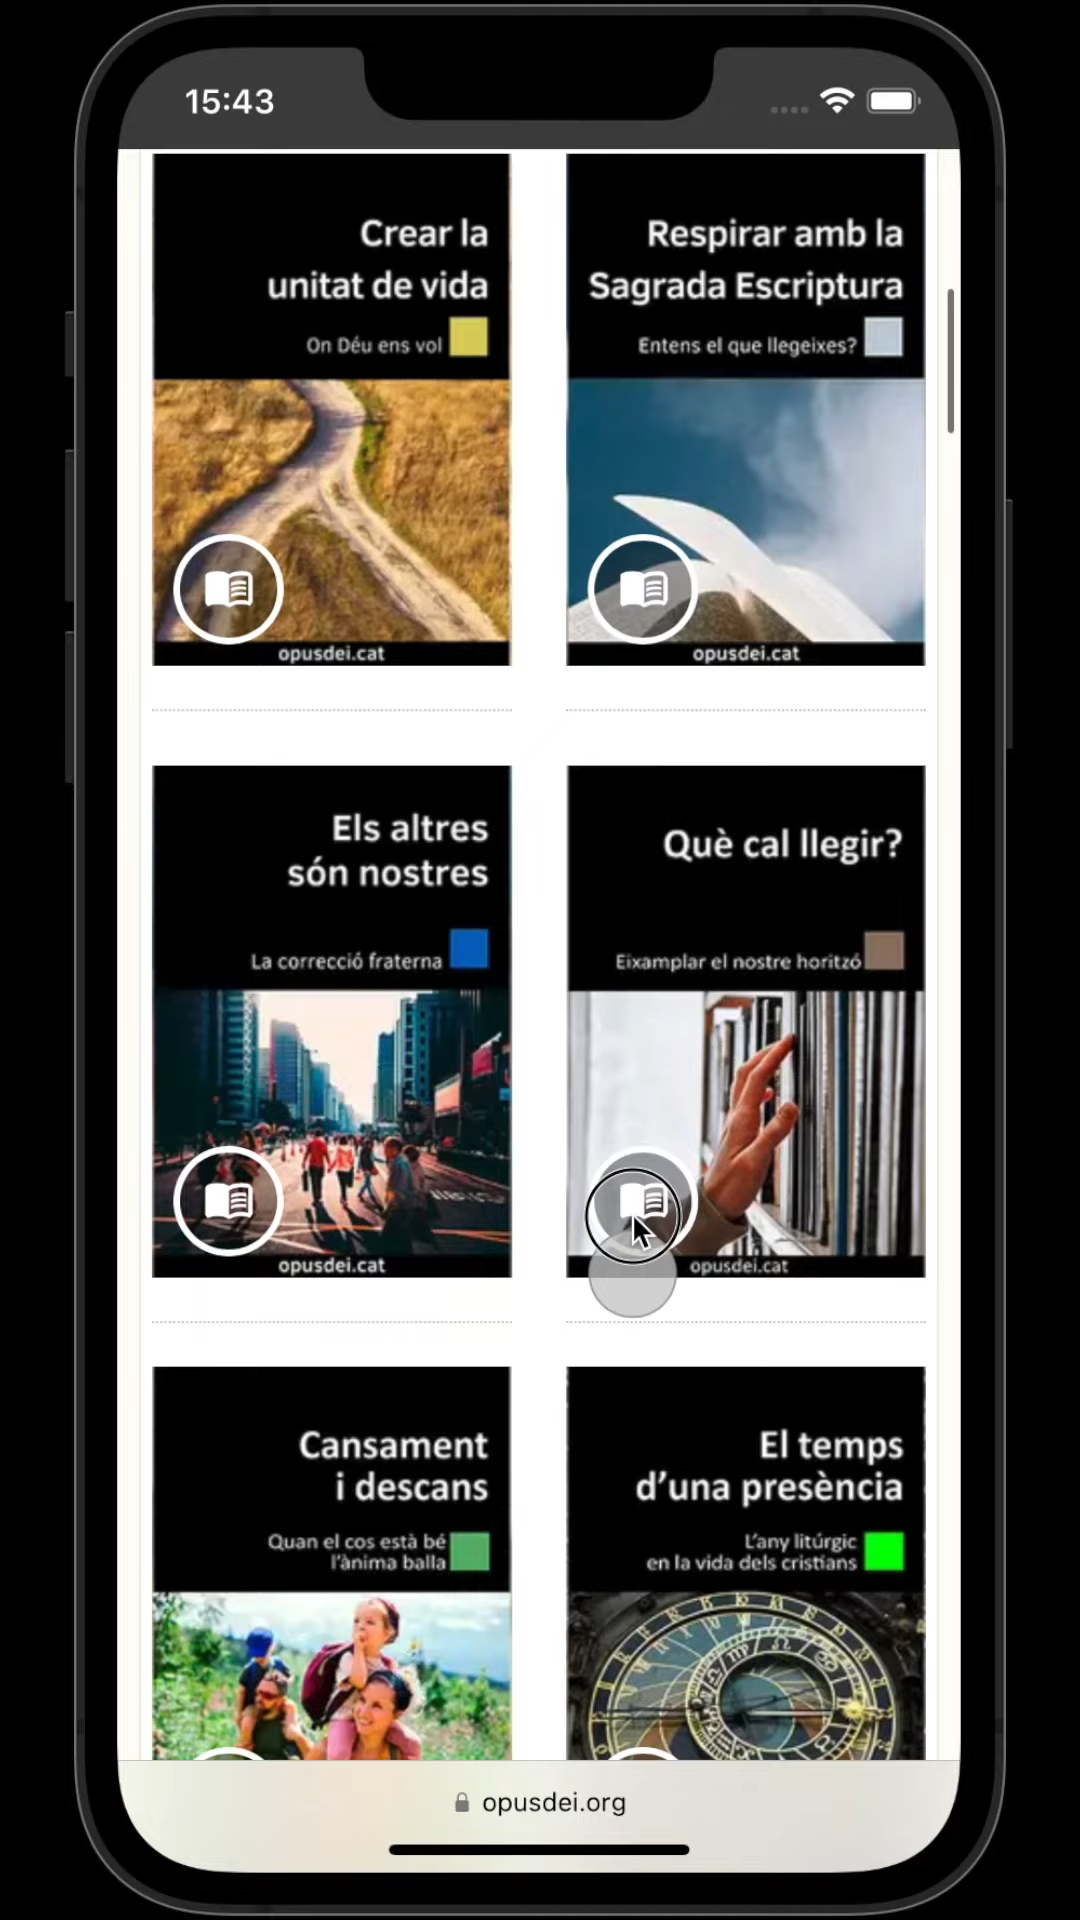 15:43
Crear la
unitat de vida
On Déu ens vol
opusdei.cat
Respirar amb la
Sagrada Escriptura
Entens el que llegeixes?
opusdei.cat
Els altres
són nostres
La correcció fraterna
opusdei.cat
Què cal llegir?
Eixamplar el nostre horitzó
opusdei.cat
Cansament
i descans
Quan el cos està bé
l'ànima balla
El temps
d'una presència
L'any litúrgic
en la vida dels cristians
opusdei.org